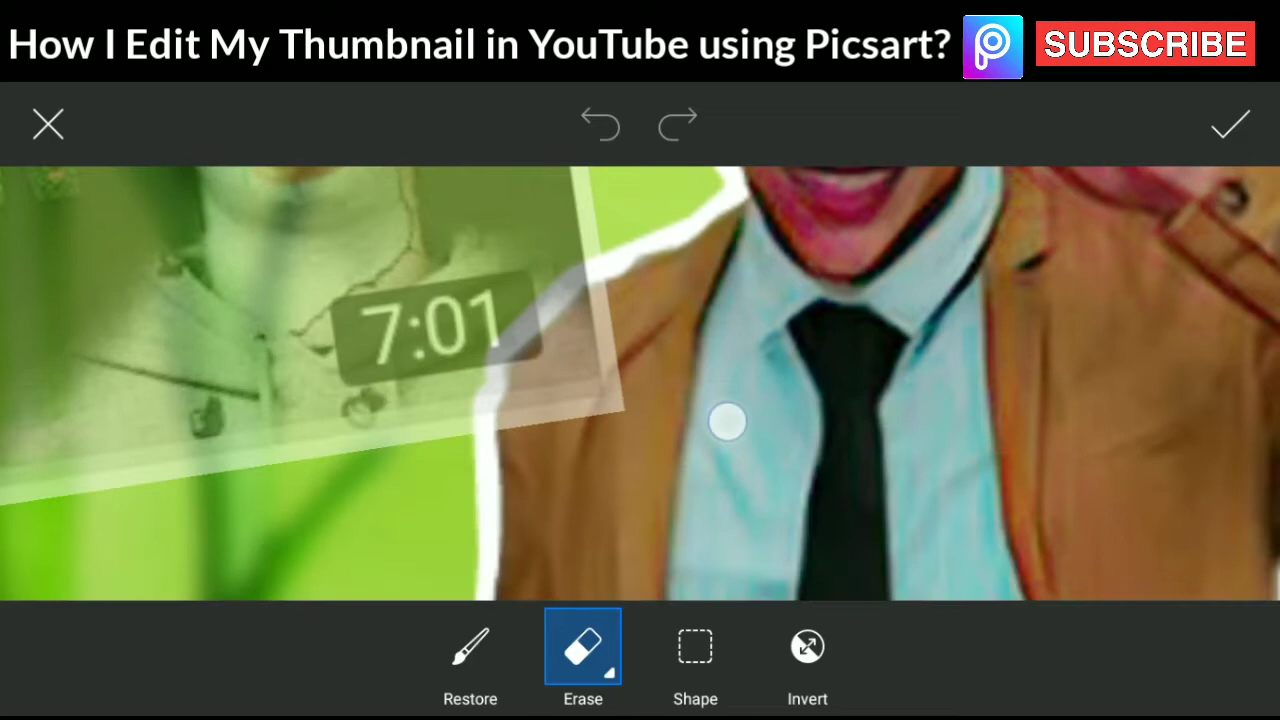 How I Edit My Thumbnail in YouTube using Picsart? SUBSCRIBE
7:01
Restore Erase Shape Invert